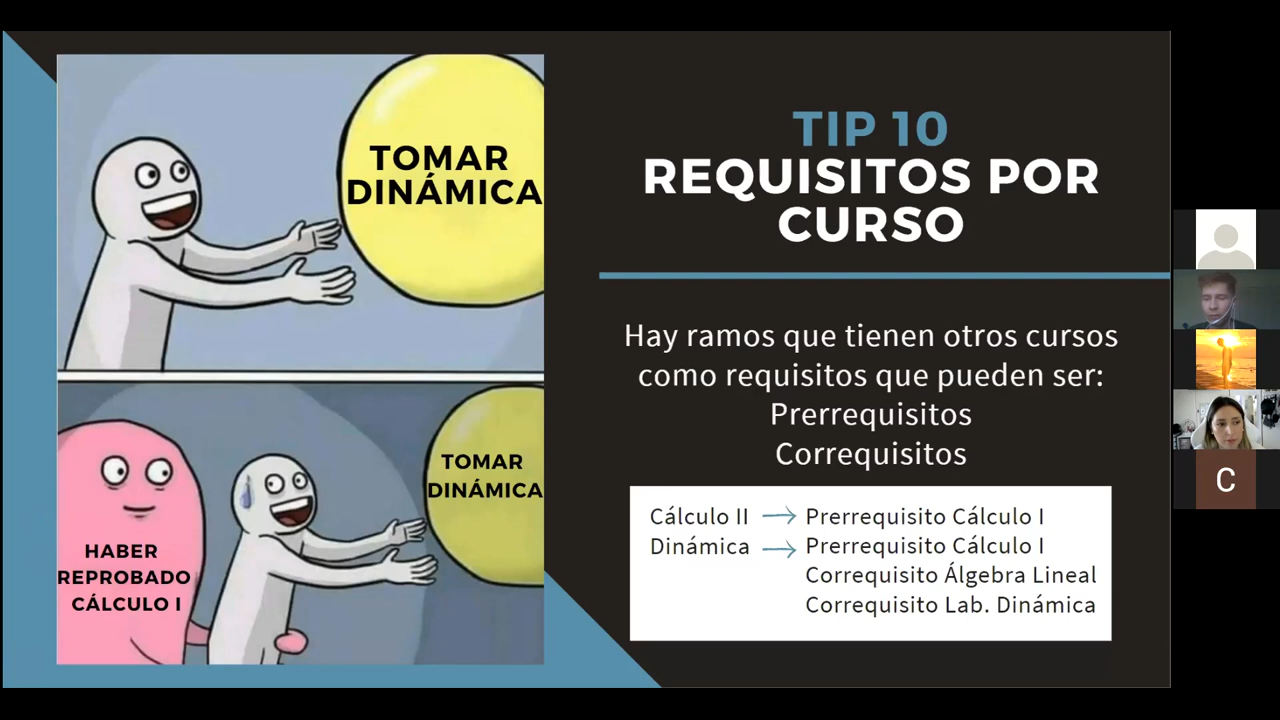 TOMAR
DINÁMICA
TOMAR
DINÁMICA
HABER
REPROBADO
CÁLCULO I
TIP 10
REQUISITOS POR
CURSO
Hay ramos que tienen otros cursos
como requisitos que pueden ser:
Prerrequisitos
Correquisitos
Cálculo II → Prerrequisito Cálculo I
Dinámica → Prerrequisito Cálculo I
Correquisito Álgebra Lineal
Correquisito Lab. Dinámica
C